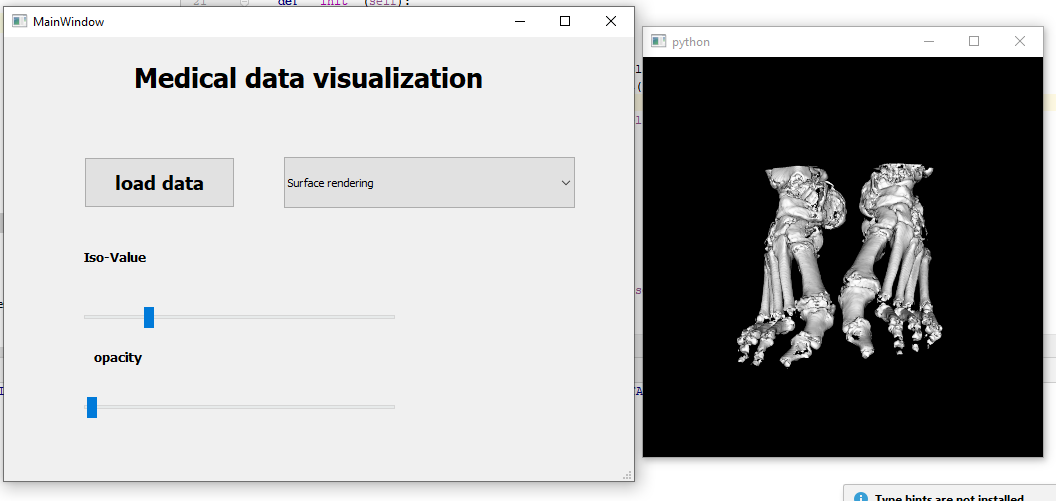 21 def __init__(self):
MainWindow
python
Medical data visualization
load data
Surface rendering
Iso-Value
opacity
Type hints are not installed